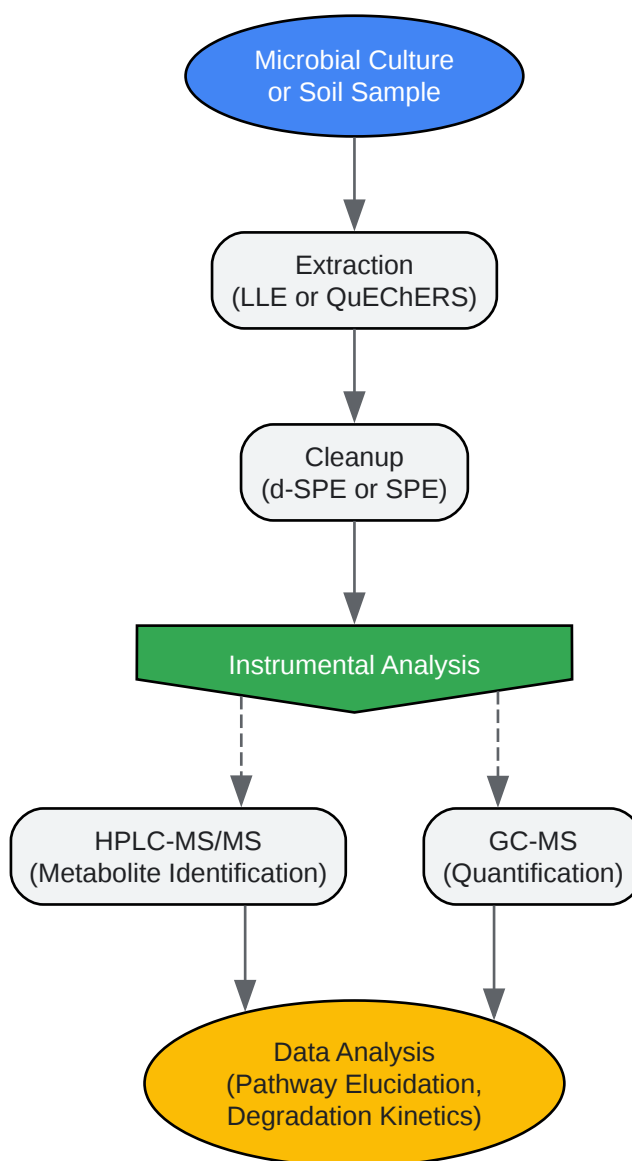 Microbial Culture
or Soil Sample
Extraction
(LLE or QuEChERS)
Cleanup
(d-SPE or SPE)
Instrumental Analysis
HPLC-MS/MS
(Metabolite Identification)
GC-MS
(Quantification)
Data Analysis
(Pathway Elucidation,
Degradation Kinetics)